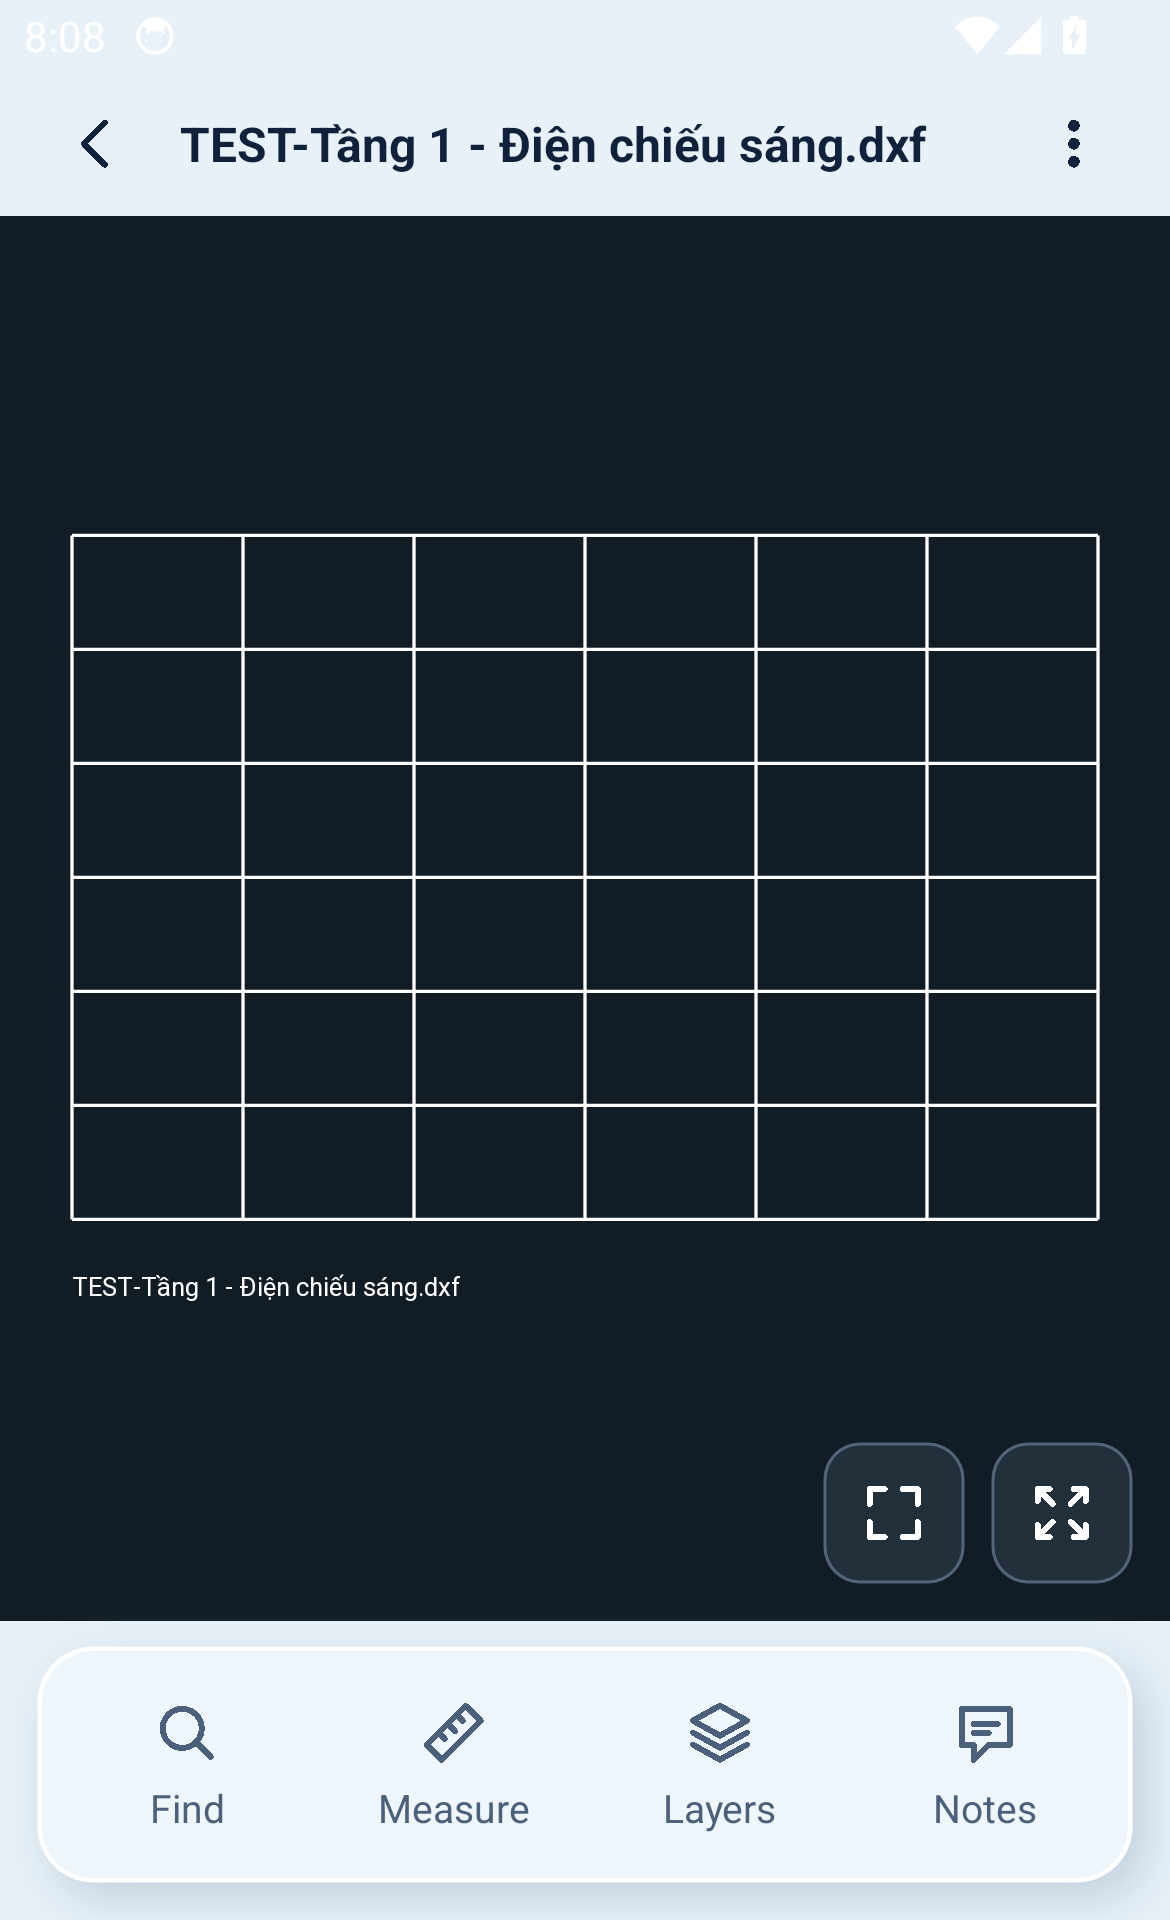 8:08
TEST-Tầng 1 - Điện chiếu sáng.dxf
TEST-Tầng 1 - Điện chiếu sáng.dxf
Find
Measure
Layers
Notes